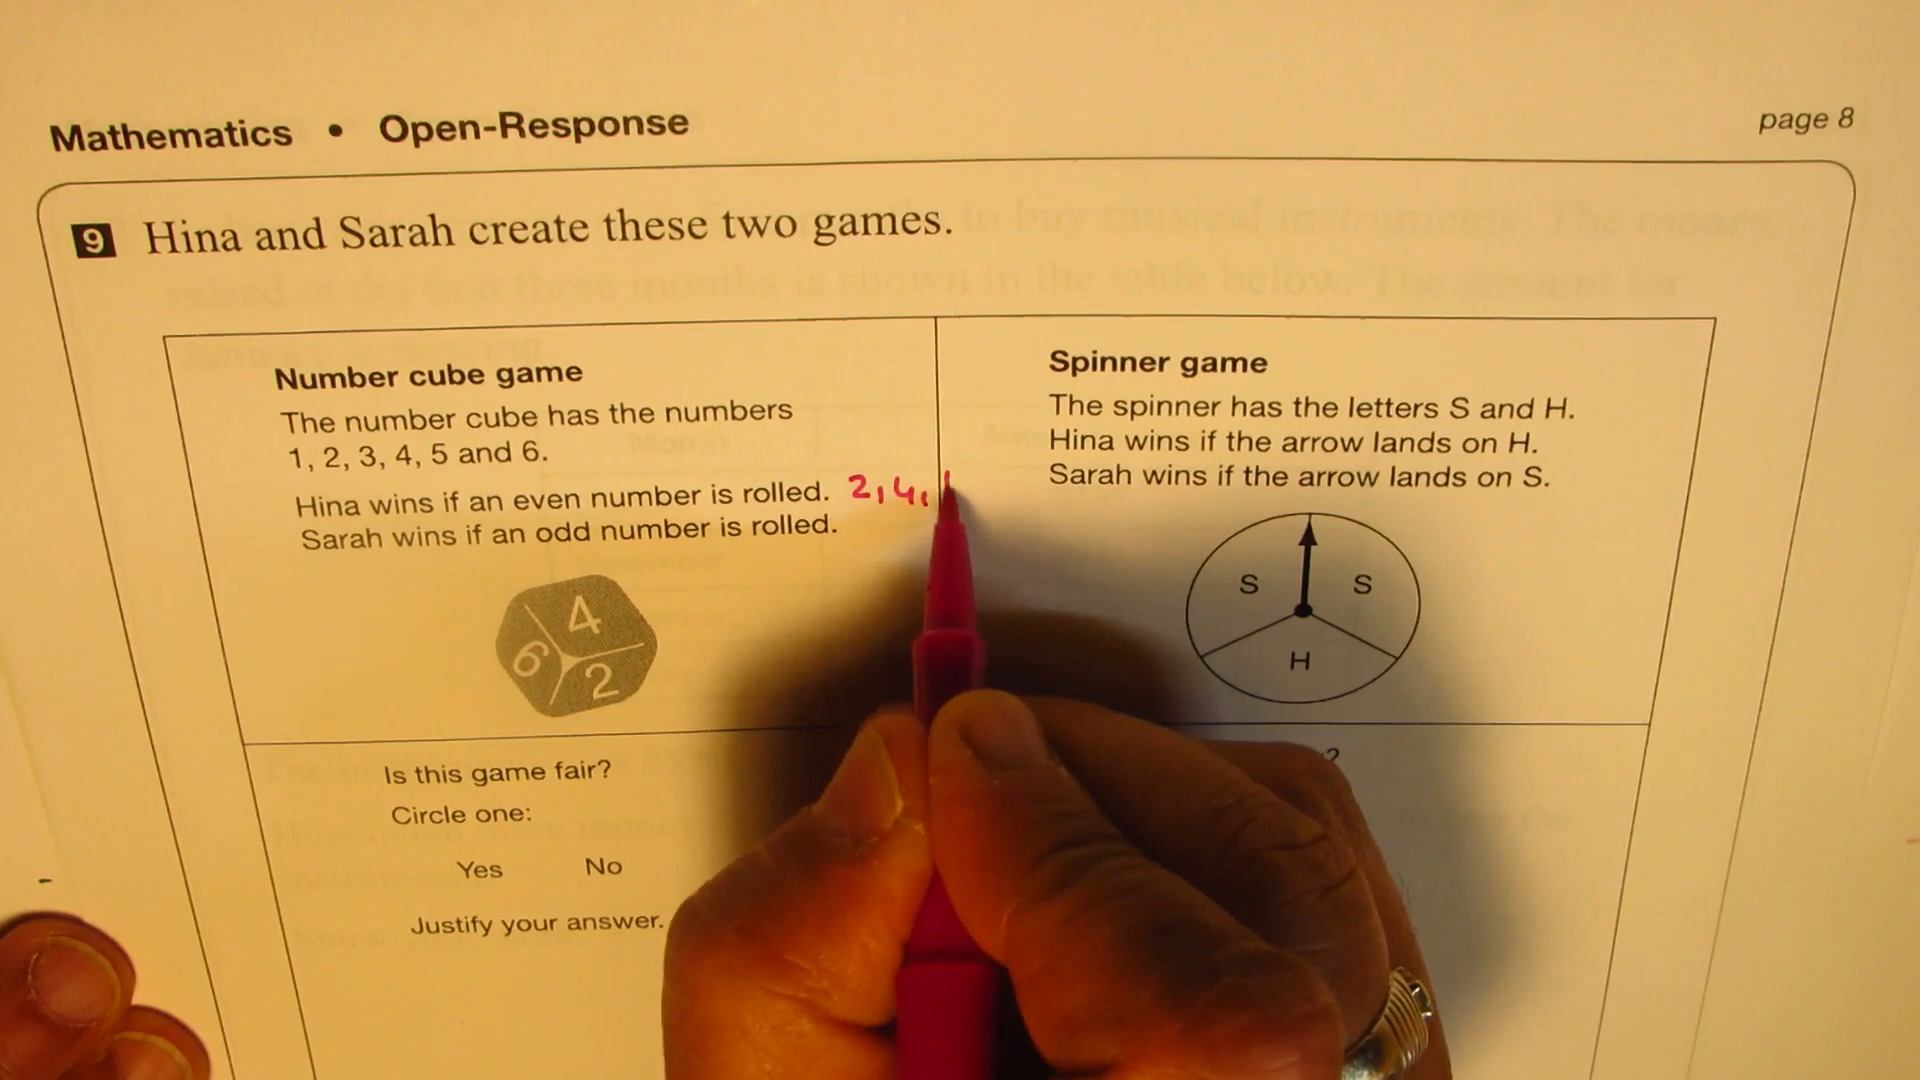 Mathematics • Open-Response
page 8
9 Hina and Sarah create these two games.
Number cube game
The number cube has the numbers
1, 2, 3, 4, 5 and 6.
Hina wins if an even number is rolled. 2, 4,
Sarah wins if an odd number is rolled.
4
6
2
Spinner game
The spinner has the letters S and H.
Hina wins if the arrow lands on H.
Sarah wins if the arrow lands on S.
S S
H
Is this game fair?
Circle one:
Yes No
Justify your answer.
?